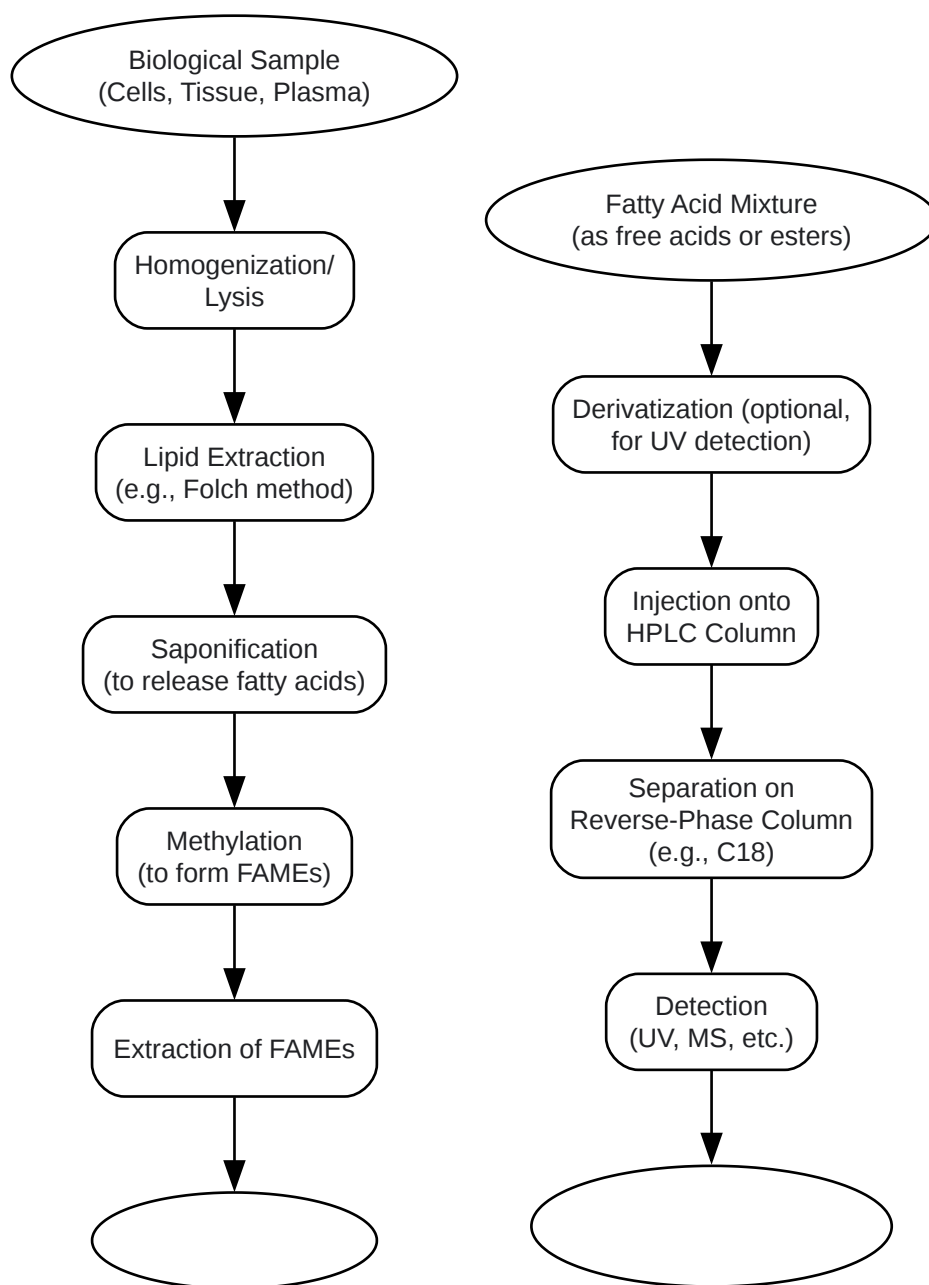 Biological Sample
(Cells, Tissue, Plasma)
Homogenization/
Lysis
Lipid Extraction
(e.g., Folch method)
Saponification
(to release fatty acids)
Methylation
(to form FAMEs)
Extraction of FAMEs
Fatty Acid Mixture
(as free acids or esters)
Derivatization (optional,
for UV detection)
Injection onto
HPLC Column
Separation on
Reverse-Phase Column
(e.g., C18)
Detection
(UV, MS, etc.)